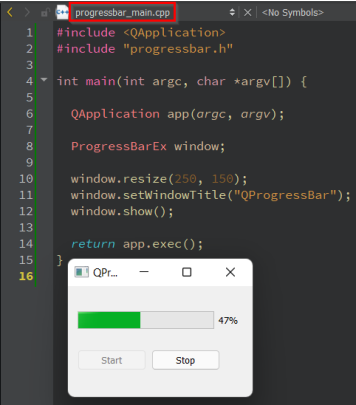 progressbar_main.cpp
<No Symbols>
1 #include <QApplication>
2 #include "progressbar.h"
3
4 int main(int argc, char *argv[]) {
5
6 QApplication app(argc, argv);
7
8 ProgressBarEx window;
9
10 window.resize(250, 150);
11 window.setWindowTitle("QProgressBar");
12 window.show();
13
14 return app.exec();
15 }
16
QPr...
47%
Start Stop